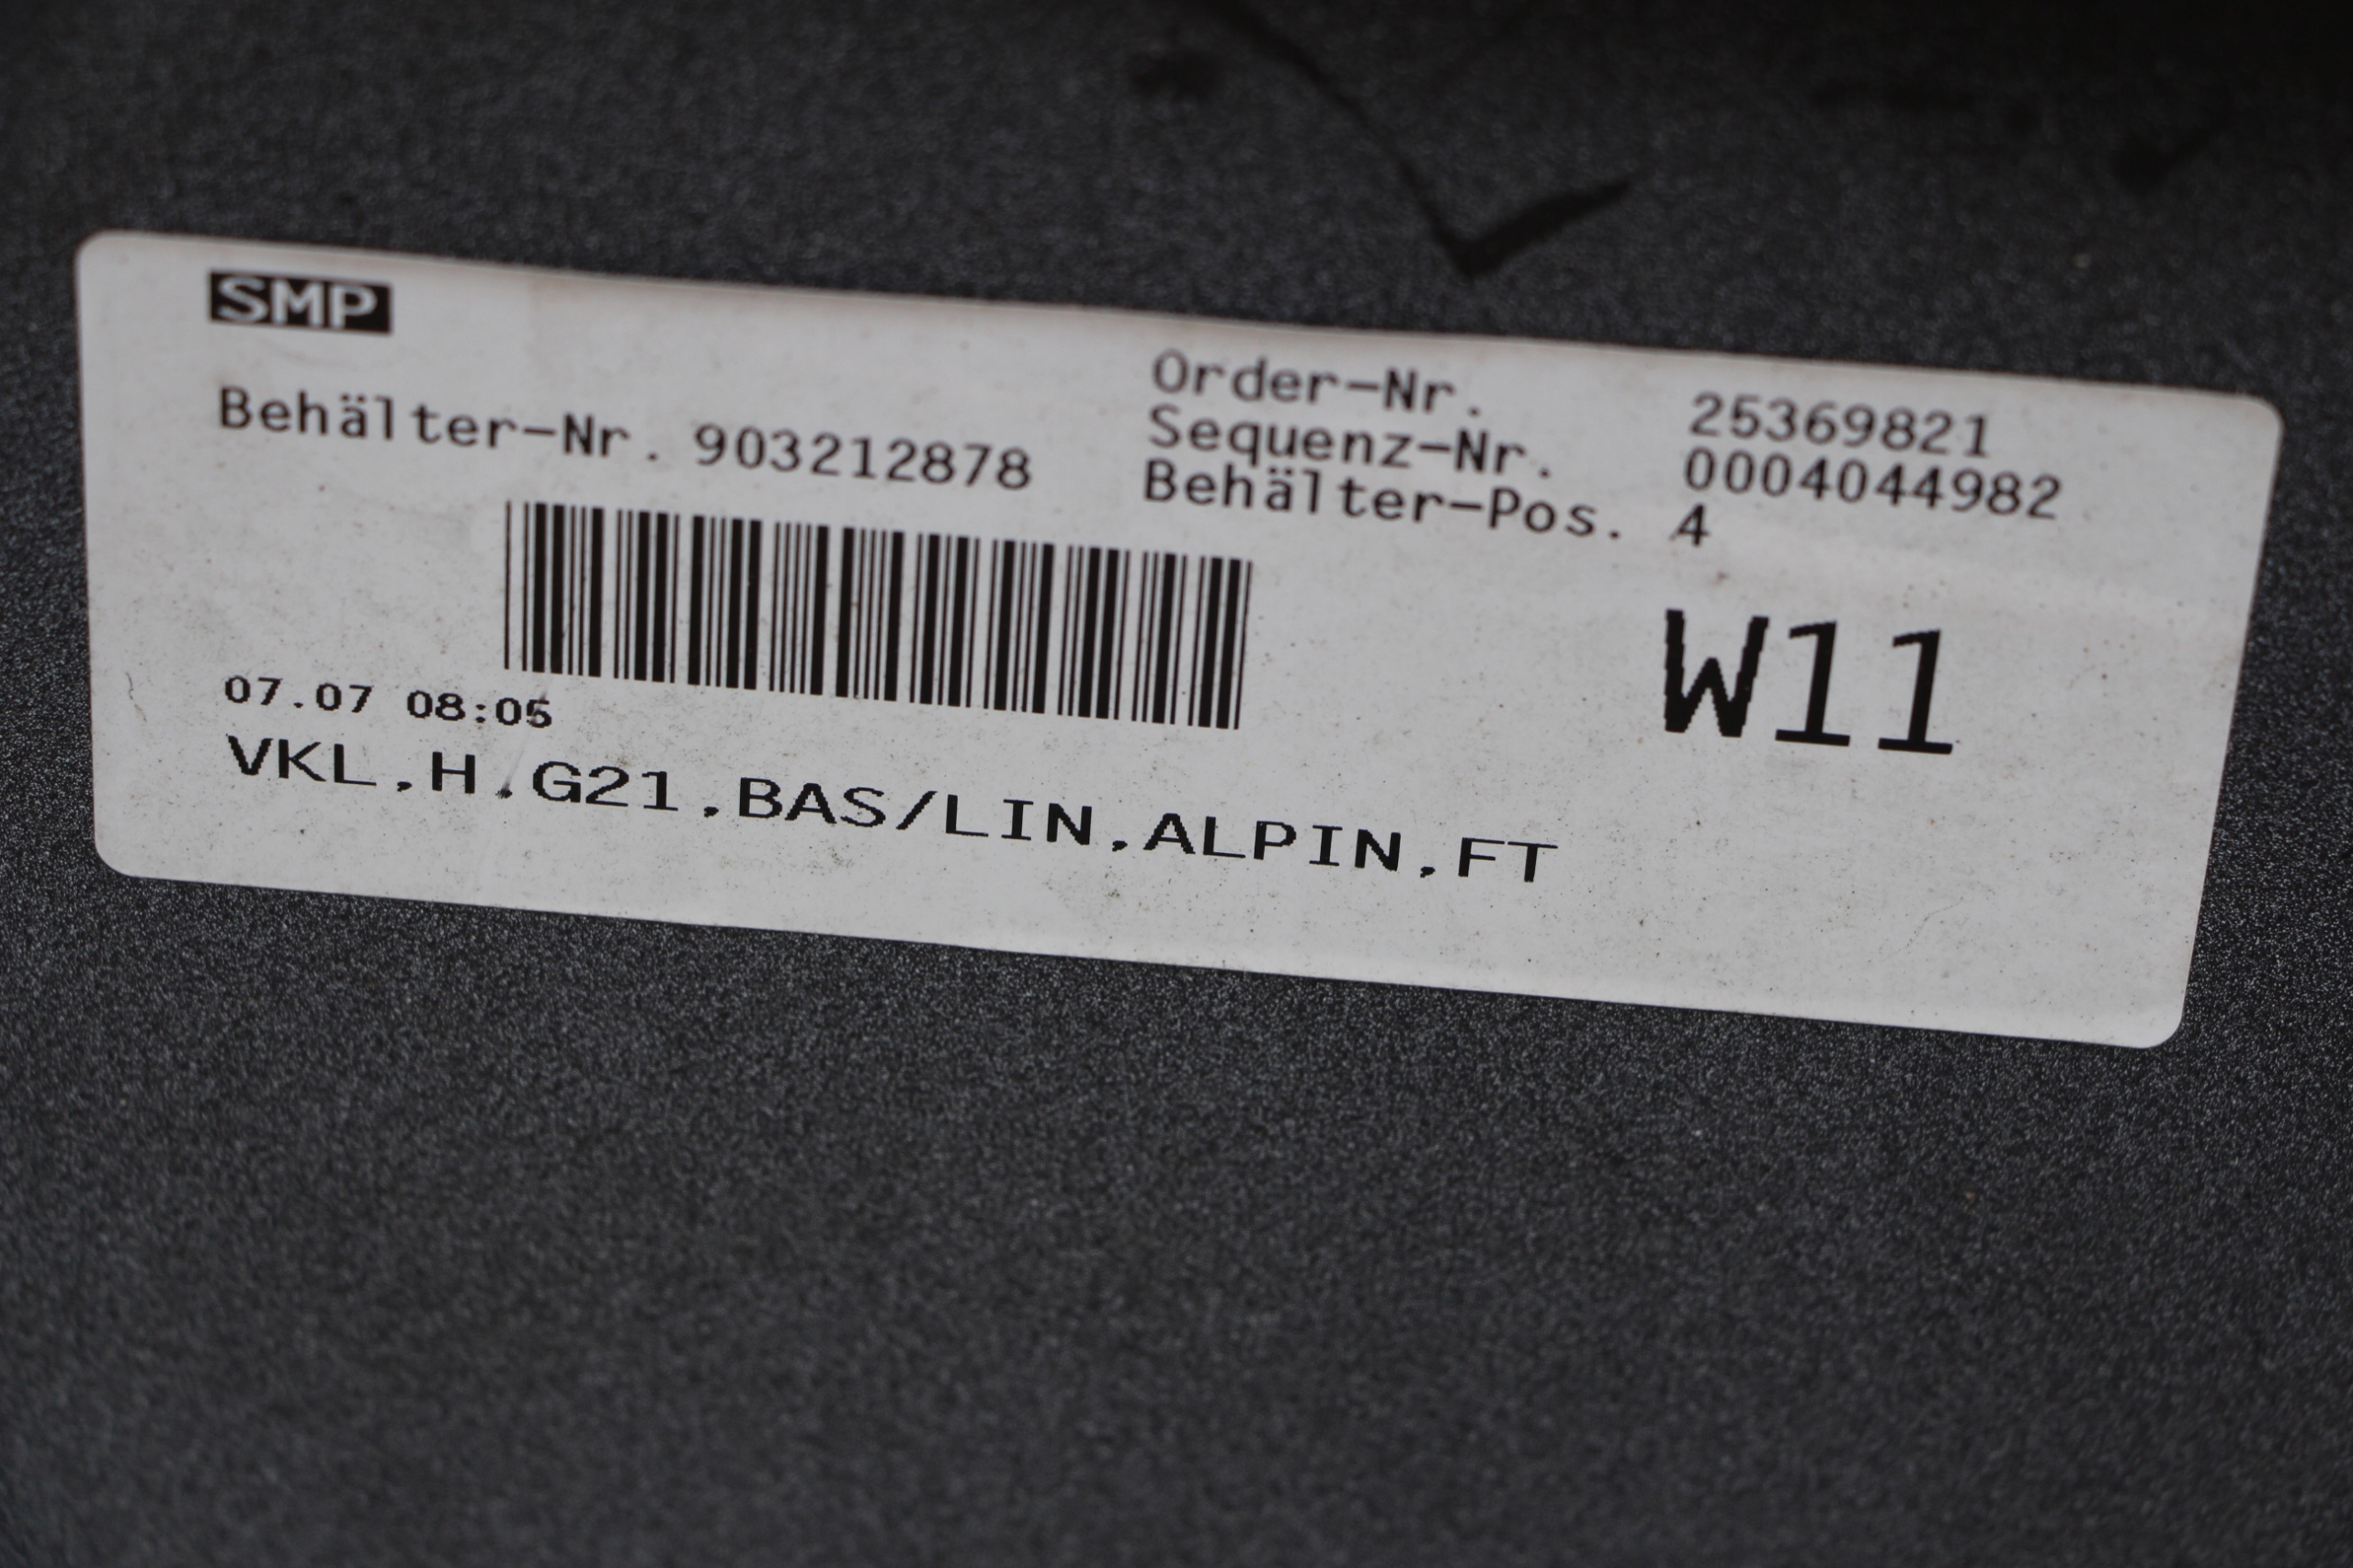 SMP
Behälter-Nr. 903212878
Order-Nr. 25369821
Sequenz-Nr. 0004044982
Behälter-Pos. 4
W11
07.07 08:05
VKL,H,G21,BAS/LIN,ALPIN,FT